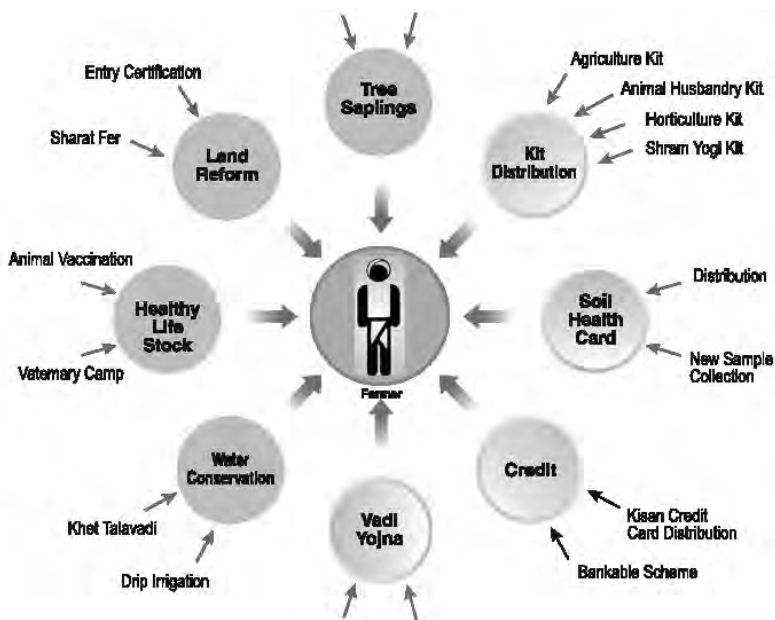 Tree
Saplings
Entry Certification
Sharat Fer
Land
Reform
Agriculture Kit
Animal Husbandry Kit
Horticulture Kit
Shram Yogi Kit
Kit
Distribution
Animal Vaccination
Vetemary Camp
Healthy
Life
Stock
Farmer
Soil
Health
Card
Distribution
New Sample
Collection
Water
Conservation
Khet Talavadi
Drip Irrigation
Vadi
Yojna
Credit
Kisan Credit
Card Distribution
Bankable Scheme